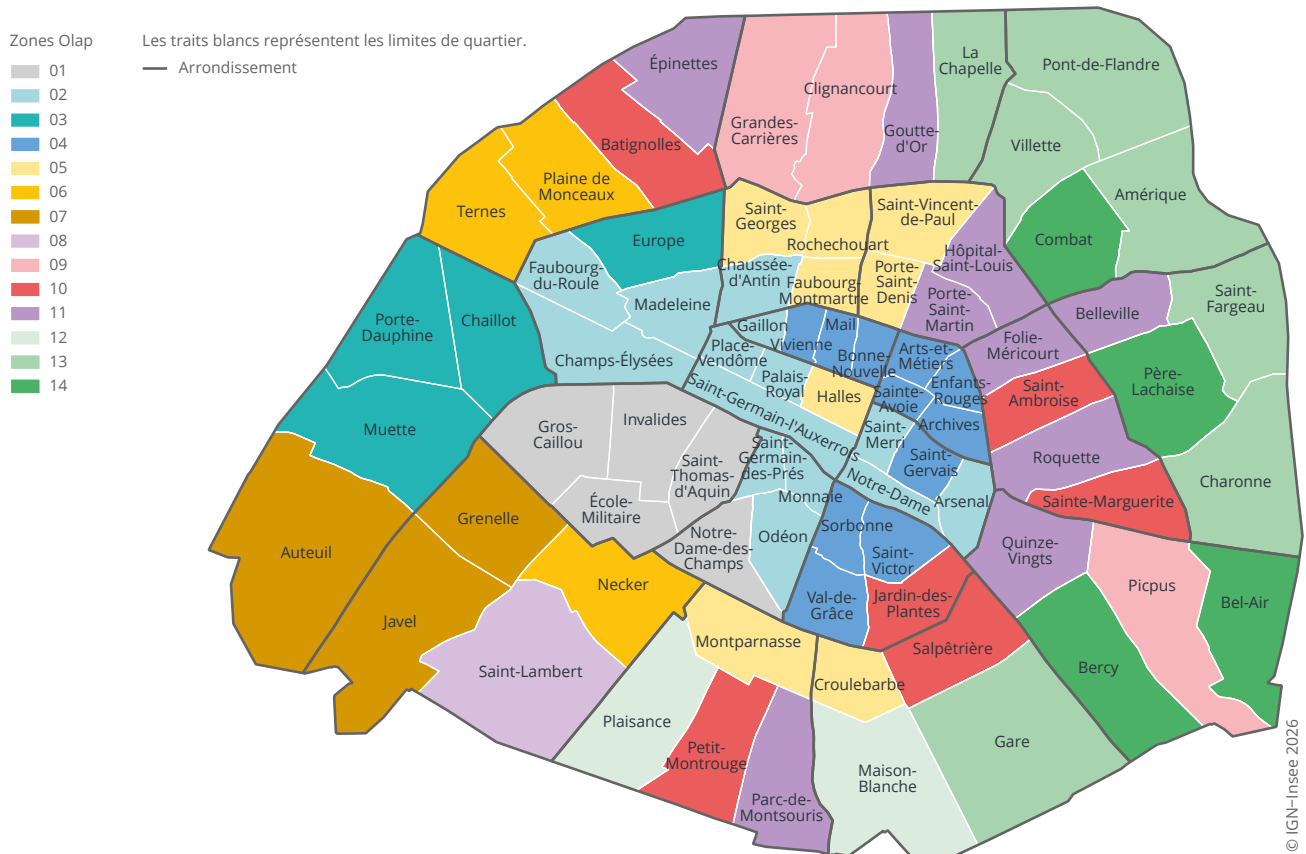 Zones Olap
01
02
03
04
05
06
07
08
09
10
11
12
13
14
Les traits blancs représentent les limites de quartier.
Arrondissement
Épinettes
La
Chapelle
Pont-de-Flandre
Clignancourt
Grandes-
Carrières
Goutte-
d'Or
Batignolles
Villette
Plaine de
Monceaux
Amérique
Ternes
Saint-
Georges
Saint-Vincent-
de-Paul
Europe
Rochechouart
Combat
Hôpital-
Saint-Louis
Faubourg-
du-Roule
Chaussée-
d'Antin
Faubourg-
Montmartre
Porte-
Saint-
Denis
Madeleine
Porte-
Saint-
Martin
Belleville
Saint-
Fargeau
Porte-
Dauphine
Chaillot
Gaillon
Vivienne
Mail
Bonne-
Nouvelle
Arts-et-
Métiers
Folie-
Méricourt
Champs-Élysées
Place-
Vendôme
Palais-
Royal
Halles
Sainte-
Avoie
Enfants-
Rouges
Saint-
Ambroise
Père-
Lachaise
Saint-Germain-l'Auxerrois
Muette
Gros-
Caillou
Invalides
Saint-
Merri
Archives
Saint-
Germain-
des-Prés
Saint-
Thomas-
d'Aquin
Saint-
Gervais
Roquette
Charonne
École-
Militaire
Monnaie
Notre-Dame
Arsenal
Sainte-Marguerite
Grenelle
Notre-
Dame-des-
Champs
Odéon
Sorbonne
Saint-
Victor
Quinze-
Vingts
Auteuil
Necker
Val-de-
Grâce
Jardin-des-
Plantes
Picpus
Bel-Air
Javel
Montparnasse
Salpêtrière
Saint-Lambert
Croulebarbe
Bercy
Plaisance
Petit-
Montrouge
Gare
Maison-
Blanche
Parc-de-
Montsouris
© IGN–Insee 2026